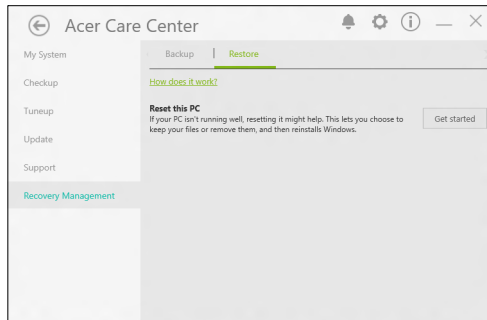 Acer Care Center
My System
Backup
Restore
Checkup
How does it work?
Tuneup
Reset this PC
If your PC isn't running well, resetting it might help. This lets you choose to
keep your files or remove them, and then reinstalls Windows.
Get started
Update
Support
Recovery Management